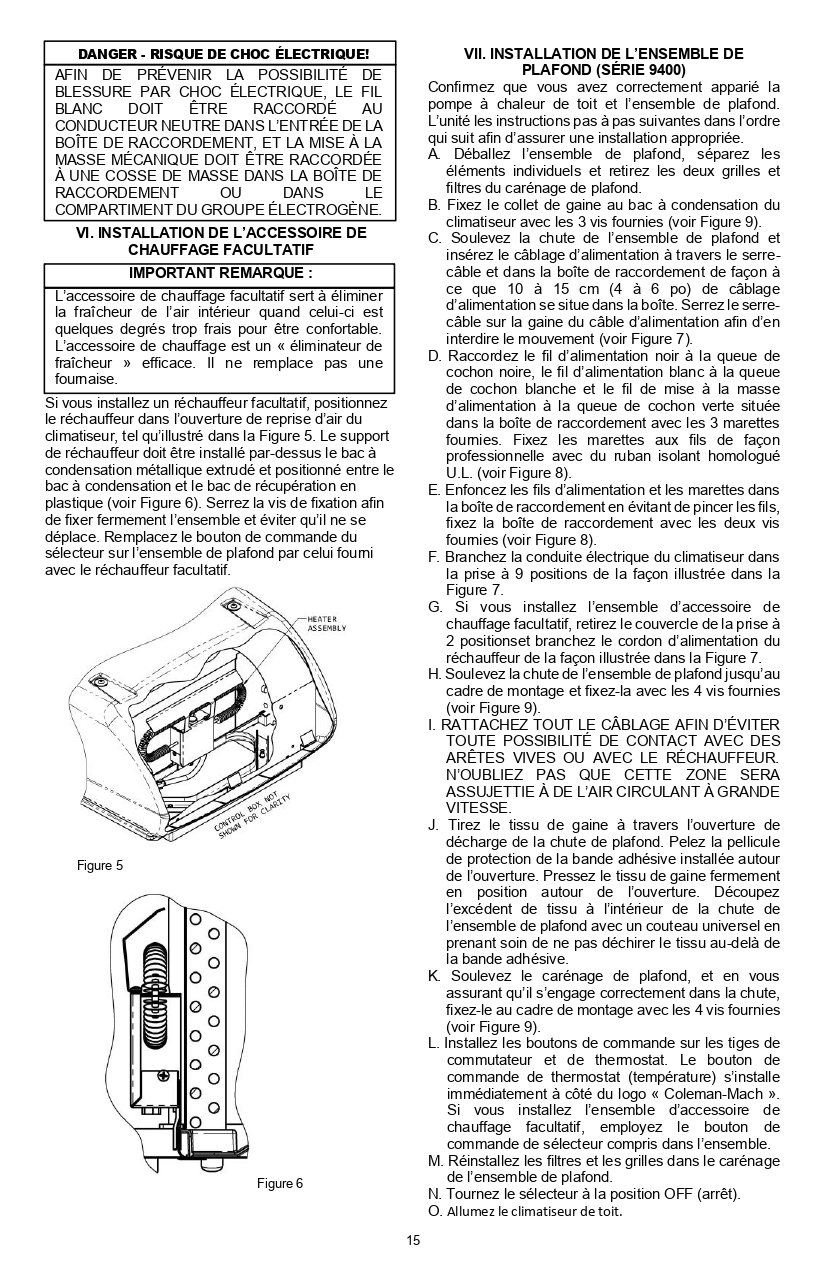 DANGER - RISQUE DE CHOC ÉLECTRIQUE!
AFIN DE PRÉVENIR LA POSSIBILITÉ DE
BLESSURE PAR CHOC ÉLECTRIQUE, LE FIL
BLANC DOIT ÊTRE RACCORDÉ AU
CONDUCTEUR NEUTRE DANS L’ENTRÉE DE LA
BOÎTE DE RACCORDEMENT, ET LA MISE À LA
MASSE MÉCANIQUE DOIT ÊTRE RACCORDÉE
À UNE COSSE DE MASSE DANS LA BOÎTE DE
RACCORDEMENT OU DANS LE
COMPARTIMENT DU GROUPE ÉLECTROGÈNE.
VI. INSTALLATION DE L’ACCESSOIRE DE
CHAUFFAGE FACULTATIF
IMPORTANT REMARQUE :
L’accessoire de chauffage facultatif sert à éliminer
la fraîcheur de l’air intérieur quand celui-ci est
quelques degrés trop frais pour être confortable.
L’accessoire de chauffage est un « éliminateur de
fraîcheur » efficace. Il ne remplace pas une
fournaise.
Si vous installez un réchauffeur facultatif, positionnez
le réchauffeur dans l’ouverture de reprise d’air du
climatiseur, tel qu’illustré dans la Figure 5. Le support
de réchauffeur doit être installé par-dessus le bac à
condensation métallique extrudé et positionné entre le
bac à condensation et le bac de récupération en
plastique (voir Figure 6). Serrez la vis de fixation afin
de fixer fermement l’ensemble et éviter qu’il ne se
déplace. Remplacez le bouton de commande du
sélecteur sur l’ensemble de plafond par celui fourni
avec le réchauffeur facultatif.
HEATER
ASSEMBLY
CONTROL BOX NOT
SHOWN FOR CLARITY
Figure 5
Figure 6
VII. INSTALLATION DE L’ENSEMBLE DE
PLAFOND (SÉRIE 9400)
Confirmez que vous avez correctement apparié la
pompe à chaleur de toit et l’ensemble de plafond.
L’unité les instructions pas à pas suivantes dans l’ordre
qui suit afin d’assurer une installation appropriée.
A. Déballez l’ensemble de plafond, séparez les
éléments individuels et retirez les deux grilles et
filtres du carénage de plafond.
B. Fixez le collet de gaine au bac à condensation du
climatiseur avec les 3 vis fournies (voir Figure 9).
C. Soulevez la chute de l’ensemble de plafond et
insérez le câblage d’alimentation à travers le serre-
câble et dans la boîte de raccordement de façon à
ce que 10 à 15 cm (4 à 6 po) de câblage
d’alimentation se situe dans la boîte. Serrez le serre-
câble sur la gaine du câble d’alimentation afin d’en
interdire le mouvement (voir Figure 7).
D. Raccordez le fil d’alimentation noir à la queue de
cochon noire, le fil d’alimentation blanc à la queue
de cochon blanche et le fil de mise à la masse
d’alimentation à la queue de cochon verte située
dans la boîte de raccordement avec les 3 marettes
fournies. Fixez les marettes aux fils de façon
professionnelle avec du ruban isolant homologué
U.L. (voir Figure 8).
E. Enfoncez les fils d’alimentation et les marettes dans
la boîte de raccordement en évitant de pincer les fils,
fixez la boîte de raccordement avec les deux vis
fournies (voir Figure 8).
F. Branchez la conduite électrique du climatiseur dans
la prise à 9 positions de la façon illustrée dans la
Figure 7.
G. Si vous installez l’ensemble d’accessoire de
chauffage facultatif, retirez le couvercle de la prise à
2 positionset branchez le cordon d’alimentation du
réchauffeur de la façon illustrée dans la Figure 7.
H. Soulevez la chute de l’ensemble de plafond jusqu’au
cadre de montage et fixez-la avec les 4 vis fournies
(voir Figure 9).
I. RATTACHEZ TOUT LE CÂBLAGE AFIN D’ÉVITER
TOUTE POSSIBILITÉ DE CONTACT AVEC DES
ARÊTES VIVES OU AVEC LE RÉCHAUFFEUR.
N’OUBLIEZ PAS QUE CETTE ZONE SERA
ASSUJETTIE À DE L’AIR CIRCULANT À GRANDE
VITESSE.
J. Tirez le tissu de gaine à travers l’ouverture de
décharge de la chute de plafond. Pelez la pellicule
de protection de la bande adhésive installée autour
de l’ouverture. Pressez le tissu de gaine fermement
en position autour de l’ouverture. Découpez
l’excédent de tissu à l’intérieur de la chute de
l’ensemble de plafond avec un couteau universel en
prenant soin de ne pas déchirer le tissu au-delà de
la bande adhésive.
K. Soulevez le carénage de plafond, et en vous
assurant qu’il s’engage correctement dans la chute,
fixez-le au cadre de montage avec les 4 vis fournies
(voir Figure 9).
L. Installez les boutons de commande sur les tiges de
commutateur et de thermostat. Le bouton de
commande de thermostat (température) s’installe
immédiatement à côté du logo « Coleman-Mach ».
Si vous installez l’ensemble d’accessoire de
chauffage facultatif, employez le bouton de
commande de sélecteur compris dans l’ensemble.
M. Réinstallez les filtres et les grilles dans le carénage
de l’ensemble de plafond.
N. Tournez le sélecteur à la position OFF (arrêt).
O. Allumez le climatiseur de toit.
15